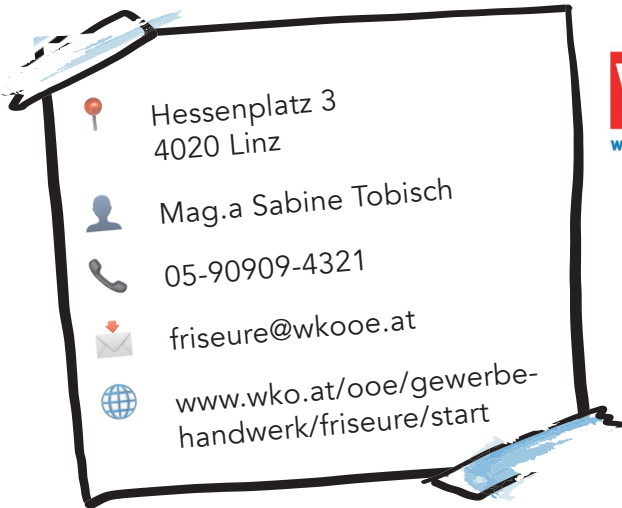 Hessenplatz 3
4020 Linz
Mag.a Sabine Tobisch
05-90909-4321
friseure@wkooe.at
www.wko.at/ooe/gewerbe-
handwerk/friseure/start